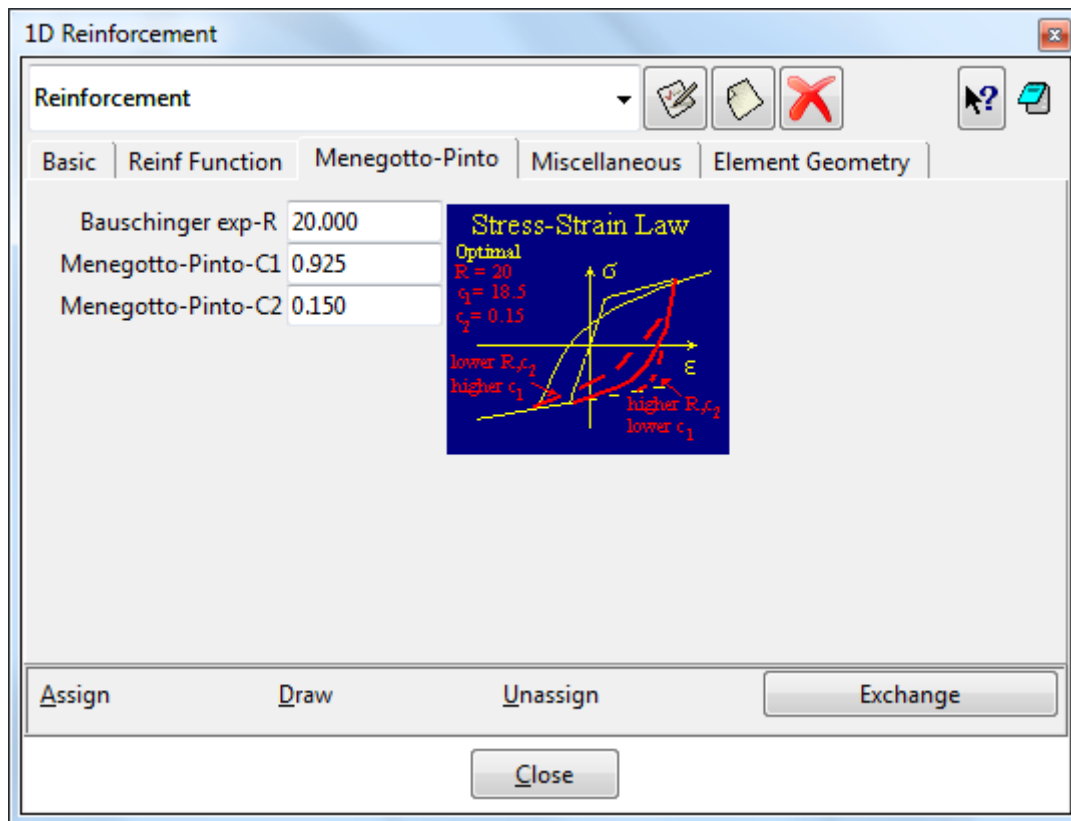 1D Reinforcement
Reinforcement
?
Basic Reinf Function Menegotto-Pinto Miscellaneous Element Geometry
Bauschinger exp-R 20.000
Menegotto-Pinto-C1 0.925
Menegotto-Pinto-C2 0.150
Stress-Strain Law
Optimal
R = 20
c1= 18.5
c2= 0.15
σ
ε
lower R,c2
higher c1
higher R,c2
lower c1
Assign Draw Unassign Exchange
Close